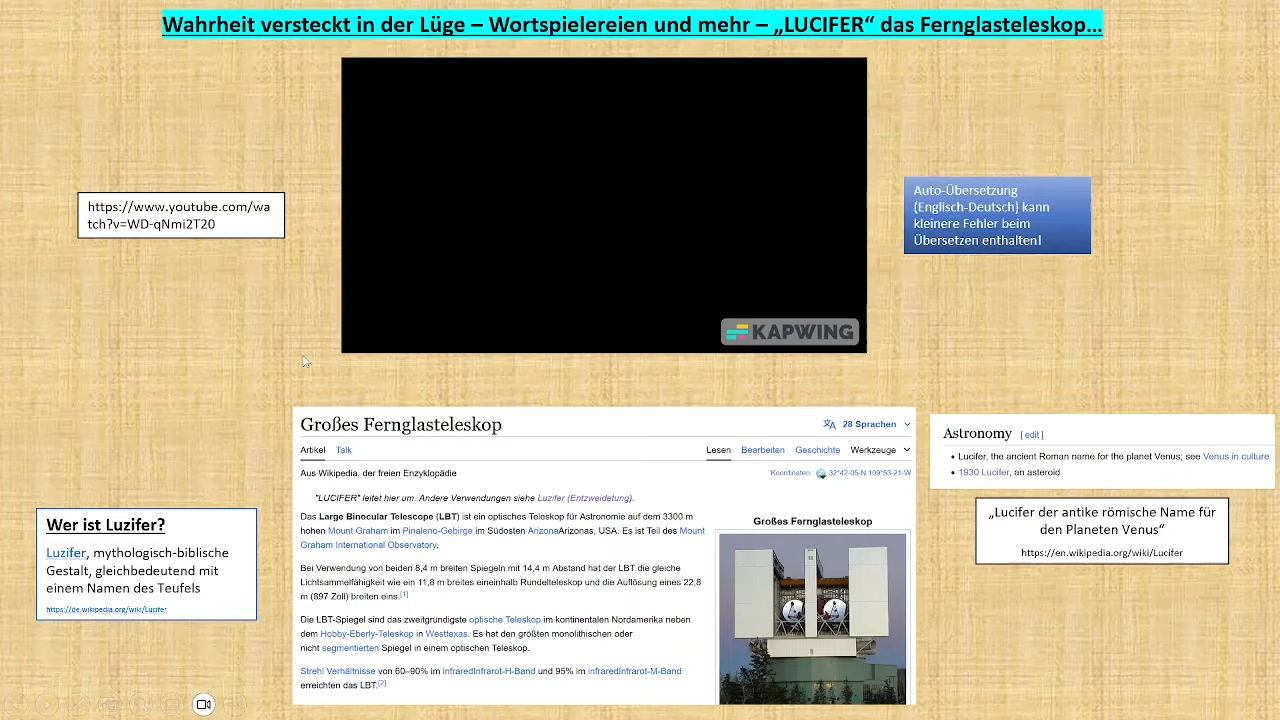 Wahrheit versteckt in der Lüge – Wortspielereien und mehr – „LUCIFER“ das Fernglasteleskop…
https://www.youtube.com/wa
tch?v=WD-qNmi2T20
Auto-Übersetzung
(Englisch-Deutsch) kann
kleinere Fehler beim
Übersetzen enthalten!
KAPWING
Großes Fernglasteleskop
28 Sprachen
Artikel Talk
Lesen Bearbeiten Geschichte Werkzeuge
Aus Wikipedia, der freien Enzyklopädie
Koordinaten: 32°42-05-N 109°53-21-W
"LUCIFER" leitet hier um. Andere Verwendungen siehe Luzifer (Entzweidetung).
Das Large Binocular Telescope (LBT) ist ein optisches Teleskop für Astronomie auf dem 3300 m
hohen Mount Graham im Pinaleno-Gebirge im Südosten ArizonaArizonas, USA. Es ist Teil des Mount
Graham International Observatory.
Bei Verwendung von beiden 8,4 m breiten Spiegeln mit 14,4 m Abstand hat der LBT die gleiche
Lichtsammelfähigkeit wie ein 11,8 m breites eineinhalb Rundelteleskop und die Auflösung eines 22,8
m (897 Zoll) breiten eins.[1]
Die LBT-Spiegel sind das zweitgründigste optische Teleskop im kontinentalen Nordamerika neben
dem Hobby-Eberly-Teleskop in Westtexas. Es hat den größten monolithischen oder
nicht segmentierten Spiegel in einem optischen Teleskop.
Strehl Verhältnisse von 60–90% im infraredInfrarot-H-Band und 95% im infraredInfrarot-M-Band
erreichten das LBT.[2]
Großes Fernglasteleskop
Astronomy [ edit ]
• Lucifer, the ancient Roman name for the planet Venus; see Venus in culture
• 1930 Lucifer, an asteroid
„Lucifer der antike römische Name für
den Planeten Venus“
https://en.wikipedia.org/wiki/Lucifer
Wer ist Luzifer?
Luzifer, mythologisch-biblische
Gestalt, gleichbedeutend mit
einem Namen des Teufels
https://de.wikipedia.org/wiki/Lucifer